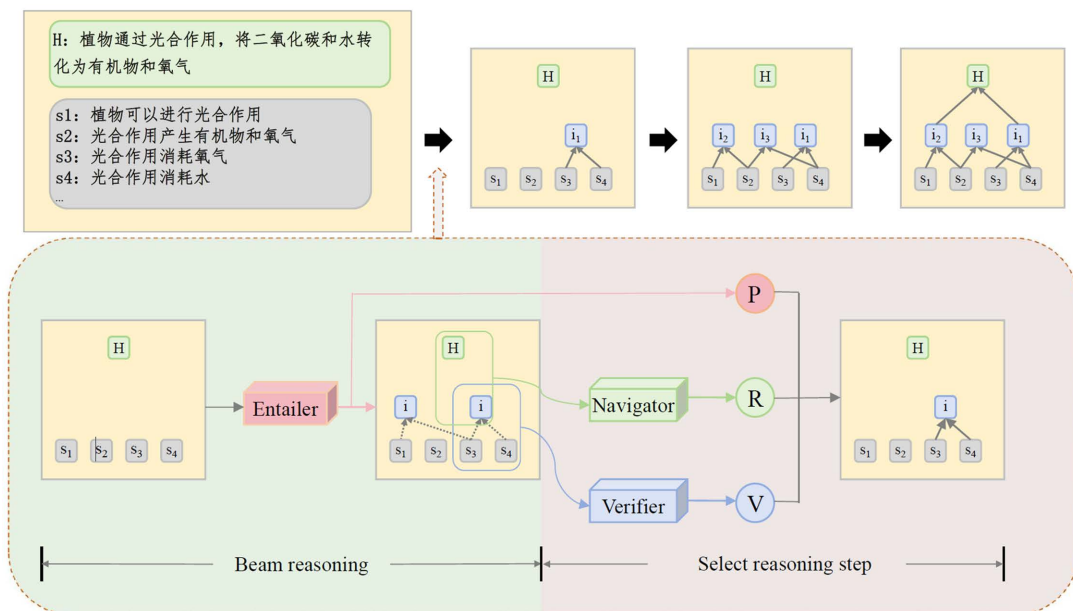 H：植物通过光合作用，将二氧化碳和水转
化为有机物和氧气
s1：植物可以进行光合作用
s2：光合作用产生有机物和氧气
s3：光合作用消耗氧气
s4：光合作用消耗水
…
H
i₁
s₁ s₂ s₃ s₄
H
i₂ i₃ i₁
s₁ s₂ s₃ s₄
H
i₂ i₃ i₁
s₁ s₂ s₃ s₄
H
s₁ s₂ s₃ s₄
Entailer
H
i i
s₁ s₂ s₃ s₄
P
Navigator
R
Verifier
V
H
i
s₁ s₂ s₃ s₄
Beam reasoning
Select reasoning step